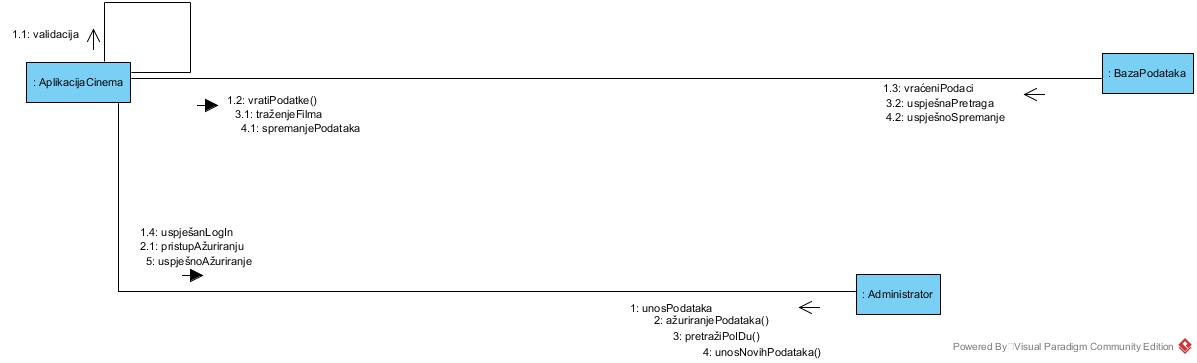 1.1: validacija
: AplikacijaCinema
: BazaPodataka
1.2: vratiPodatke()
3.1: traženjeFilma
4.1: spremanjePodataka
1.3: vraćeniPodaci
3.2: uspješnaPretraga
4.2: uspješnoSpremanje
1.4: uspješanLogIn
2.1: pristupAžuriranju
5: uspješnoAžuriranje
: Administrator
1: unosPodataka
2: ažuriranjePodataka()
3: pretražiPoIDu()
4: unosNovihPodataka()
Powered By Visual Paradigm Community Edition